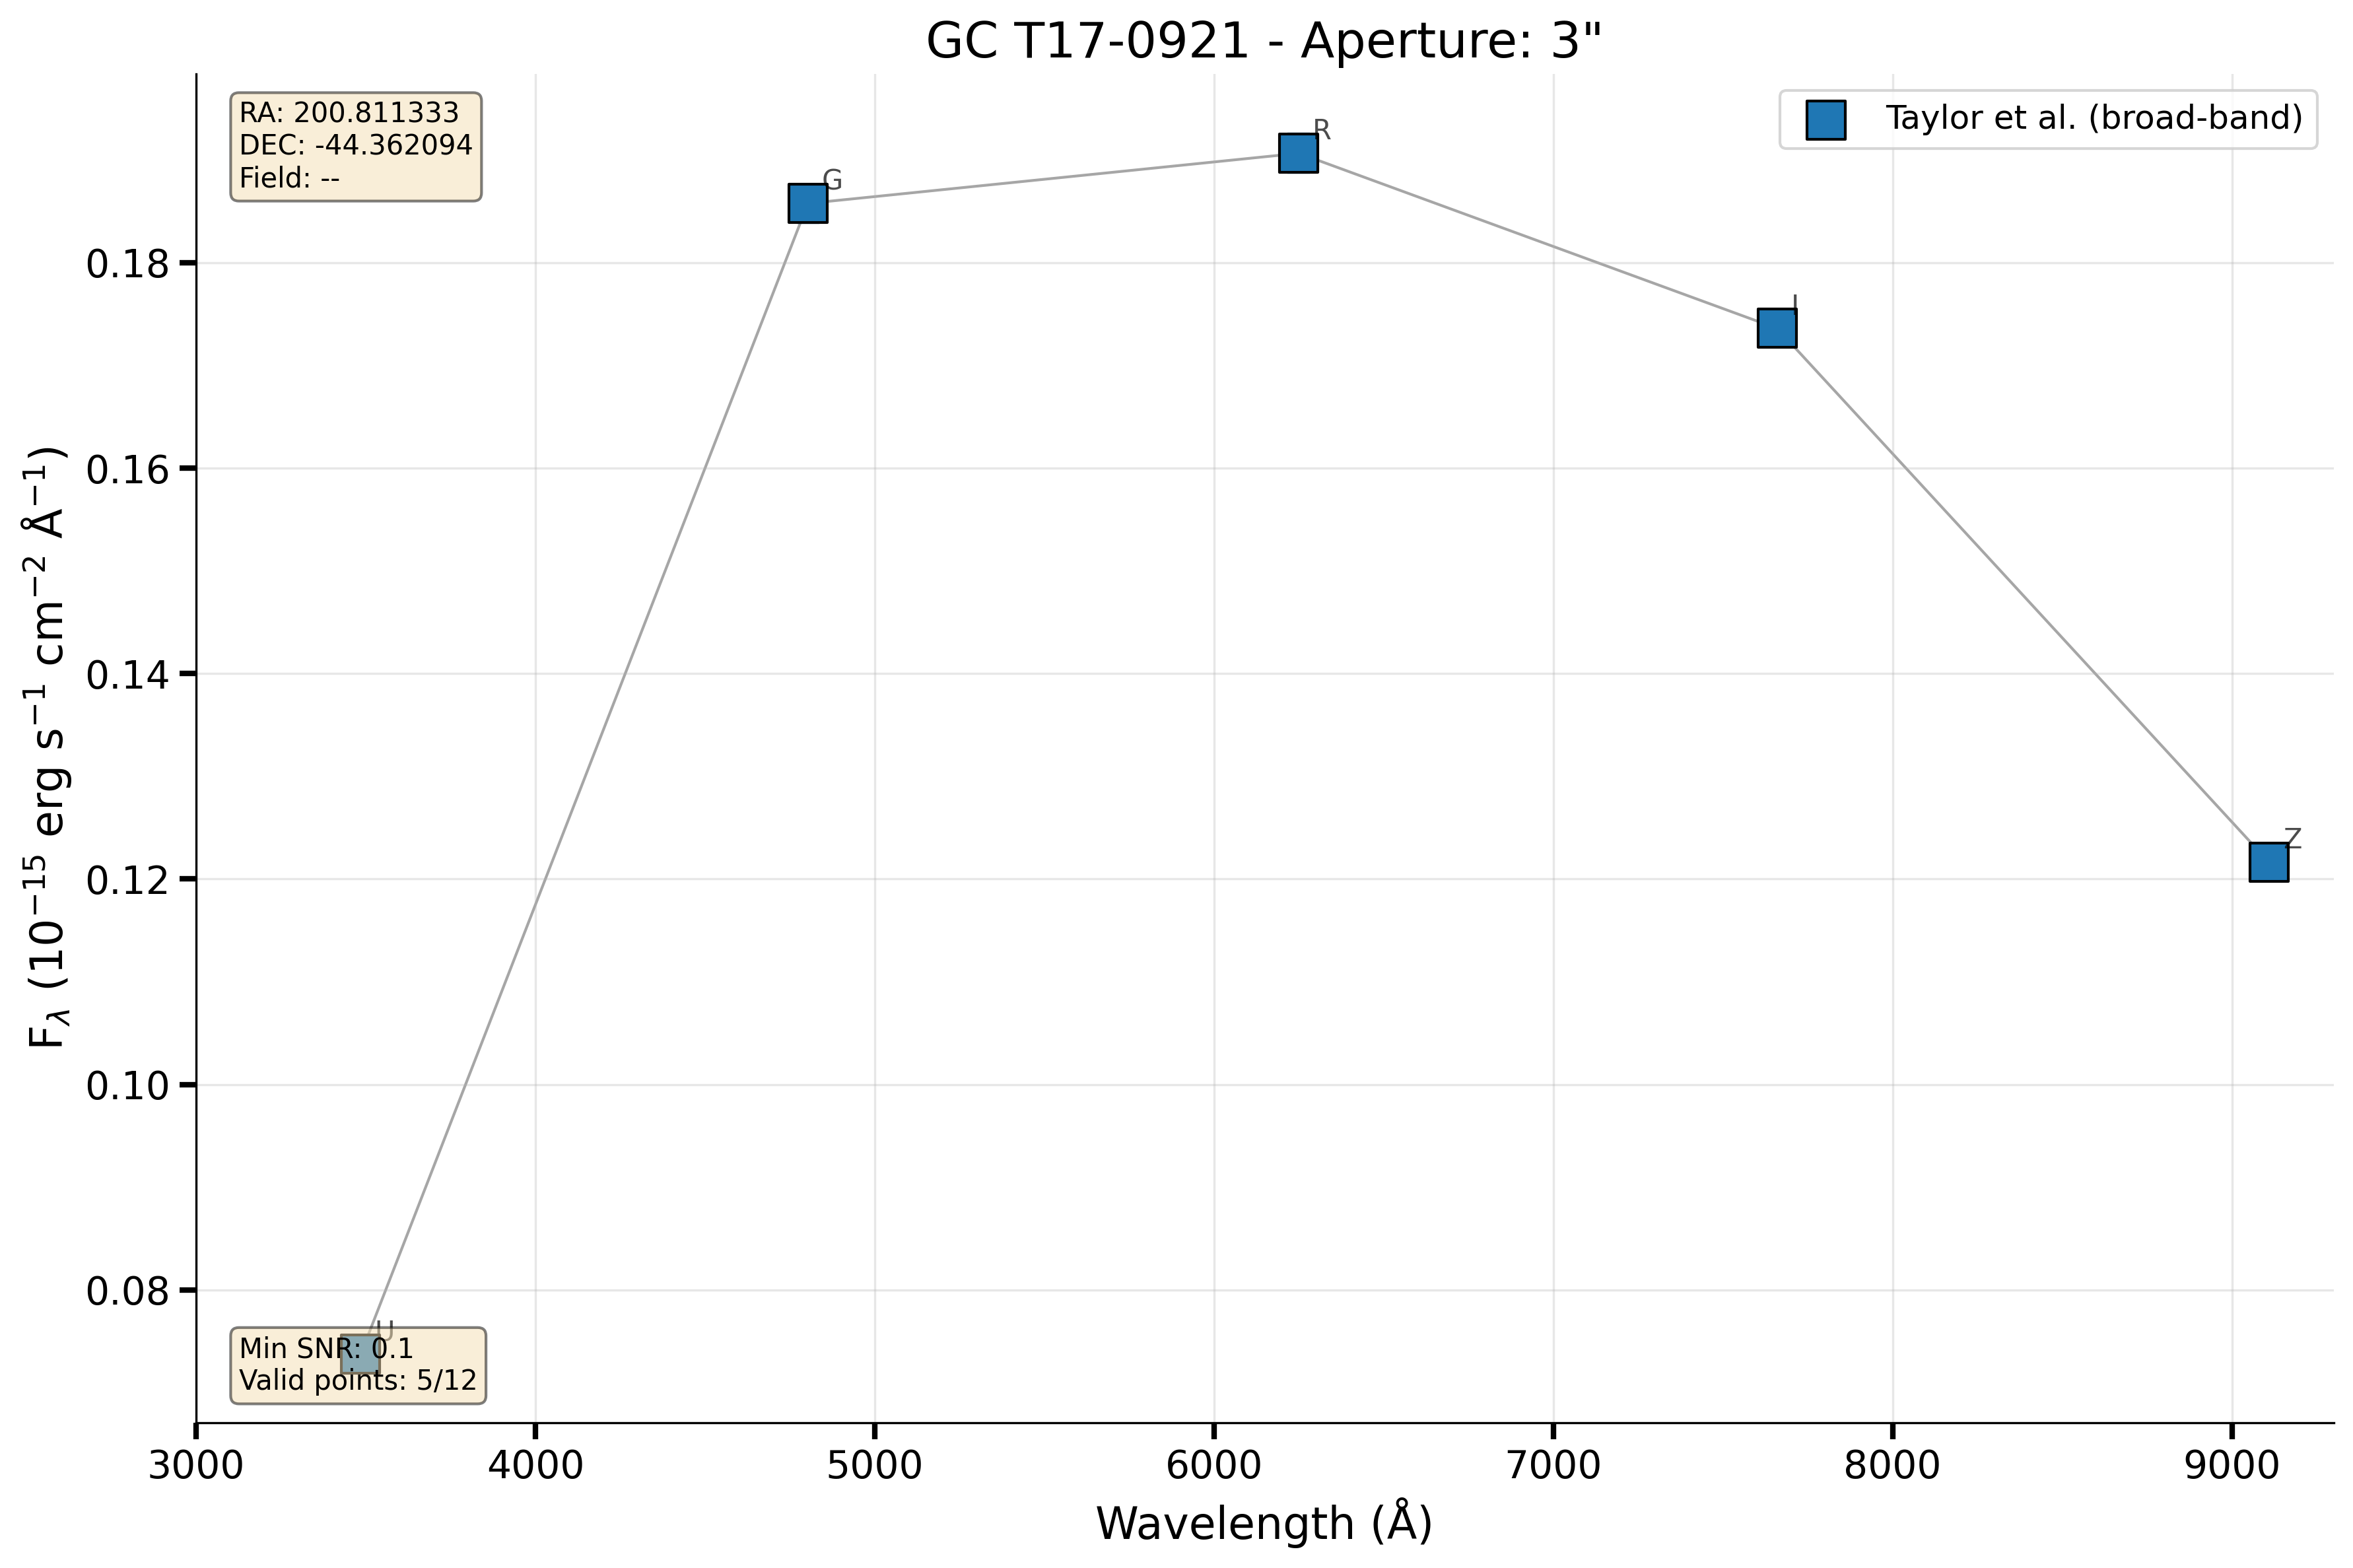 GC T17-0921 - Aperture: 3"
RA: 200.811333
DEC: -44.362094
Field: --
Taylor et al. (broad-band)
G
R
I
Z
U
Min SNR: 0.1
Valid points: 5/12
0.18
0.16
0.14
0.12
0.10
0.08
F_λ (10⁻¹⁵ erg s⁻¹ cm⁻² Å⁻¹)
3000 4000 5000 6000 7000 8000 9000
Wavelength (Å)